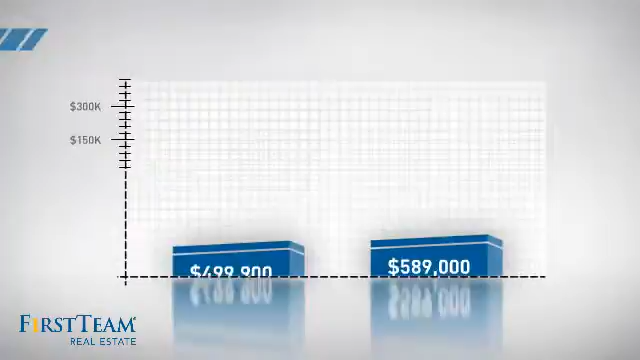 $300K
$150K
$499,900
$589,000
FIRSTTEAM®
REAL ESTATE